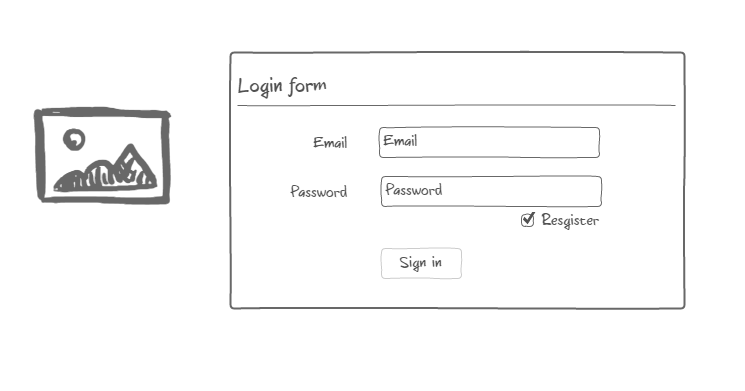 Login form
Email Email
Password Password
Resgister
Sign in